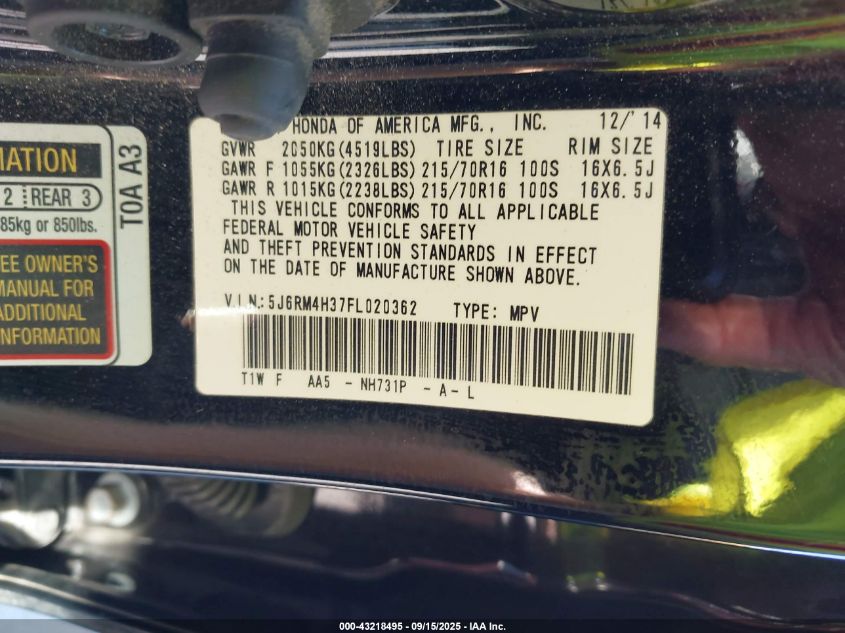 MATION
2 REAR 3
85kg or 850lbs.
EE OWNER'S
MANUAL FOR
ADDITIONAL
INFORMATION
TOA A3
HONDA OF AMERICA MFG., INC. 12/'14
GVWR 2050KG(4519LBS) TIRE SIZE RIM SIZE
GAWR F 1055KG(2326LBS) 215/70R16 100S 16X6.5J
GAWR R 1015KG(2238LBS) 215/70R16 100S 16X6.5J
THIS VEHICLE CONFORMS TO ALL APPLICABLE
FEDERAL MOTOR VEHICLE SAFETY
AND THEFT PREVENTION STANDARDS IN EFFECT
ON THE DATE OF MANUFACTURE SHOWN ABOVE.
V.I.N.:5J6RM4H37FL020362 TYPE: MPV
T1W F AA5 - NH731P - A - L
000-43218495 - 09/15/2025 - IAA Inc.